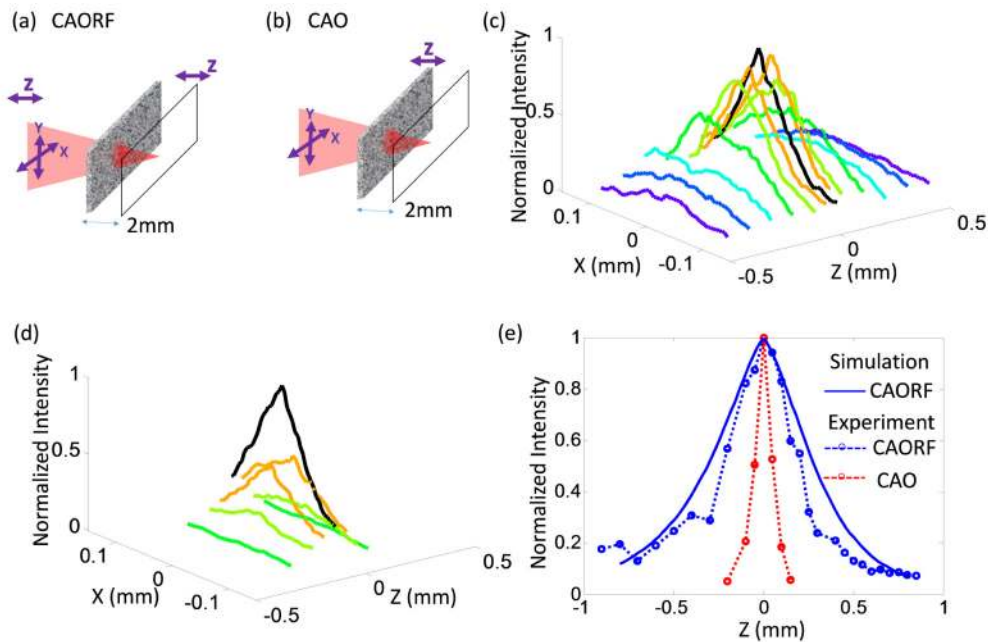 (a) CAORF
Z
Z
Y
X
2mm
(b) CAO
Z
Y
X
2mm
(c)
Normalized Intensity
1
0.5
0
0.1
0
-0.1
X (mm)
-0.5
0
0.5
Z (mm)
(d)
Normalized Intensity
1
0.5
0
0.1
0
-0.1
X (mm)
-0.5
0
0.5
Z (mm)
(e)
Normalized Intensity
1
0.8
0.6
0.4
0.2
0
-1
-0.5
0
0.5
1
Z (mm)
Simulation
CAORF
Experiment
CAORF
CAO